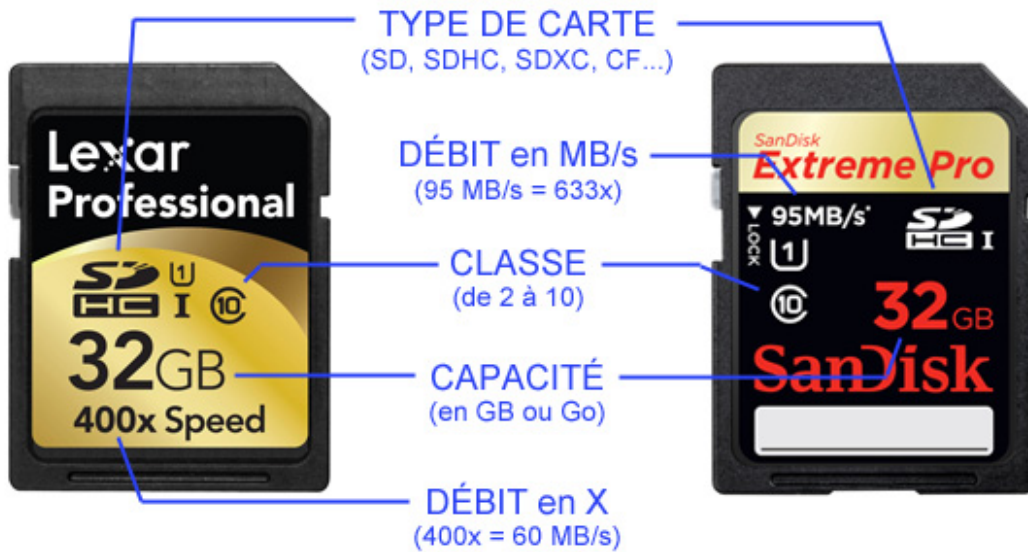 TYPE DE CARTE
(SD, SDHC, SDXC, CF...)
Lexar
Professional
SD HC I U1 10
32GB
400x Speed
DÉBIT en MB/s
(95 MB/s = 633x)
CLASSE
(de 2 à 10)
CAPACITÉ
(en GB ou Go)
DÉBIT en X
(400x = 60 MB/s)
SanDisk
Extreme Pro
▼ LOCK
95MB/s*
SD HC I
U1
10
32GB
SanDisk